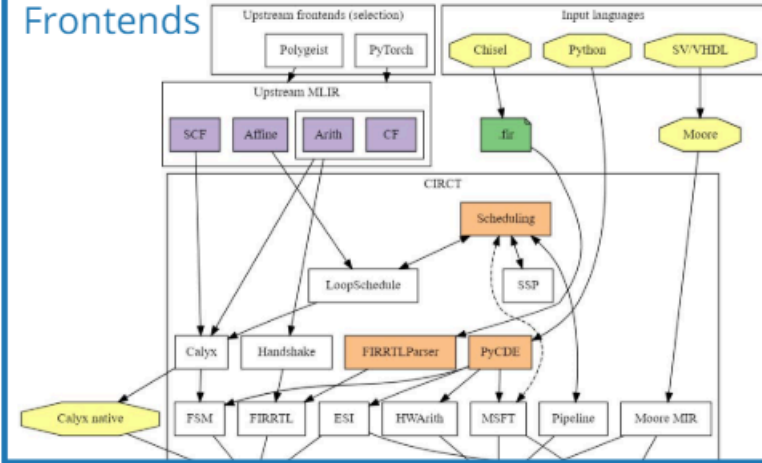 Frontends
Upstream frontends (selection)
Input languages
Polygeist
PyTorch
Chisel
Python
SV/VHDL
Upstream MLIR
SCF
Affine
Arith
CF
.fir
Moore
CIRCT
Scheduling
LoopSchedule
SSP
Calyx
Handshake
FIRRTLParser
PyCDE
Calyx native
FSM
FIRRTL
ESI
HWArith
MSFT
Pipeline
Moore MIR